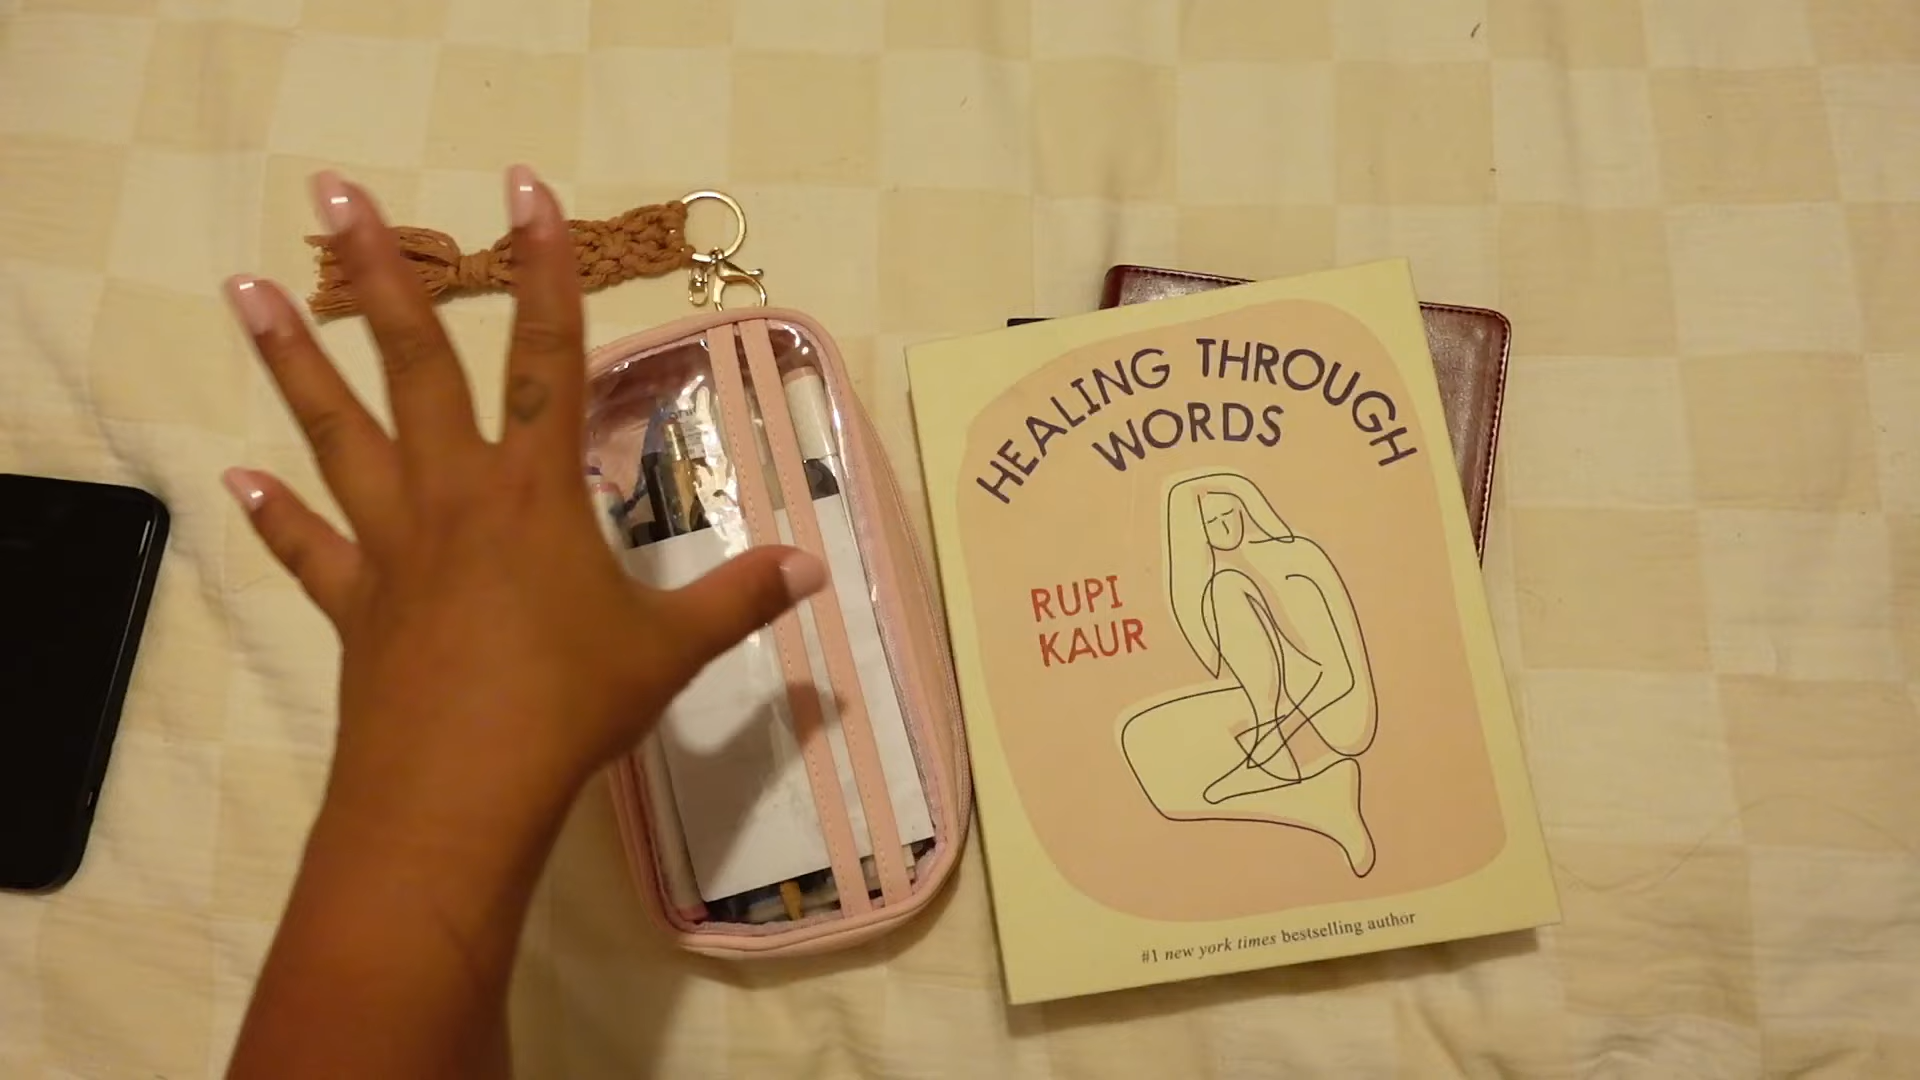 HEALING THROUGH
WORDS
RUPI
KAUR
#1 new york times bestselling author